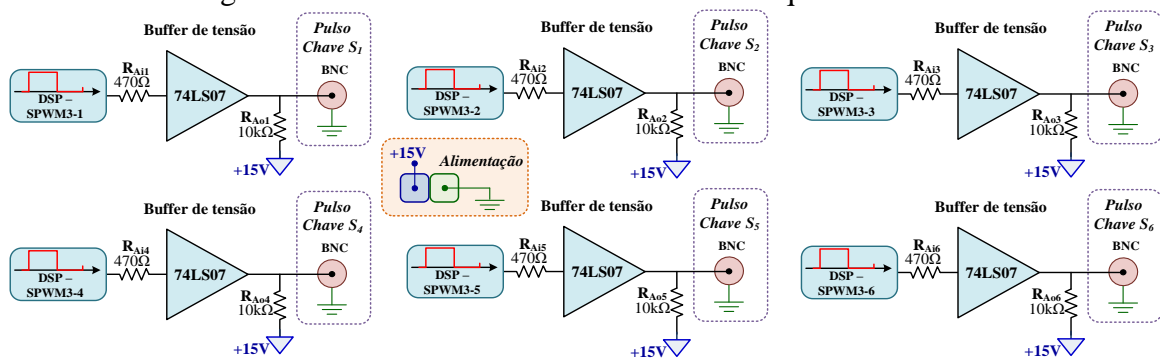 Buffer de tensão
Pulso
Chave S1
BNC
RAi1
470Ω
74LS07
DSP –
SPWM3-1
RAo1
10kΩ
+15V
Buffer de tensão
Pulso
Chave S2
BNC
RAi2
470Ω
74LS07
DSP –
SPWM3-2
RAo2
10kΩ
+15V
Buffer de tensão
Pulso
Chave S3
BNC
RAi3
470Ω
74LS07
DSP –
SPWM3-3
RAo3
10kΩ
+15V
+15V
Alimentação
Buffer de tensão
Pulso
Chave S4
BNC
RAi4
470Ω
74LS07
DSP –
SPWM3-4
RAo4
10kΩ
+15V
Buffer de tensão
Pulso
Chave S5
BNC
RAi5
470Ω
74LS07
DSP –
SPWM3-5
RAo5
10kΩ
+15V
Buffer de tensão
Pulso
Chave S6
BNC
RAi6
470Ω
74LS07
DSP –
SPWM3-6
RAo6
10kΩ
+15V